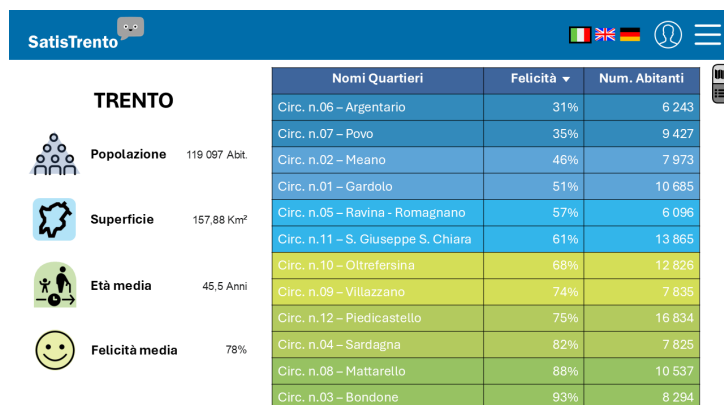 SatisTrento
TRENTO
Popolazione 119 097 Abit.
Superficie 157,88 Km²
Età media 45,5 Anni
Felicità media 78%
Nomi Quartieri Felicità Num. Abitanti
Circ. n.06 – Argentario 31% 6 243
Circ. n.07 – Povo 35% 9 427
Circ. n.02 – Meano 46% 7 973
Circ. n.01 – Gardolo 51% 10 685
Circ. n.05 – Ravina - Romagnano 57% 6 096
Circ. n.11 – S. Giuseppe S. Chiara 61% 13 865
Circ. n.10 – Oltrefersina 68% 12 826
Circ. n.09 – Villazzano 74% 7 835
Circ. n.12 – Piedicastello 75% 16 834
Circ. n.04 – Sardagna 82% 7 825
Circ. n.08 – Mattarello 88% 10 537
Circ. n.03 – Bondone 93% 8 294